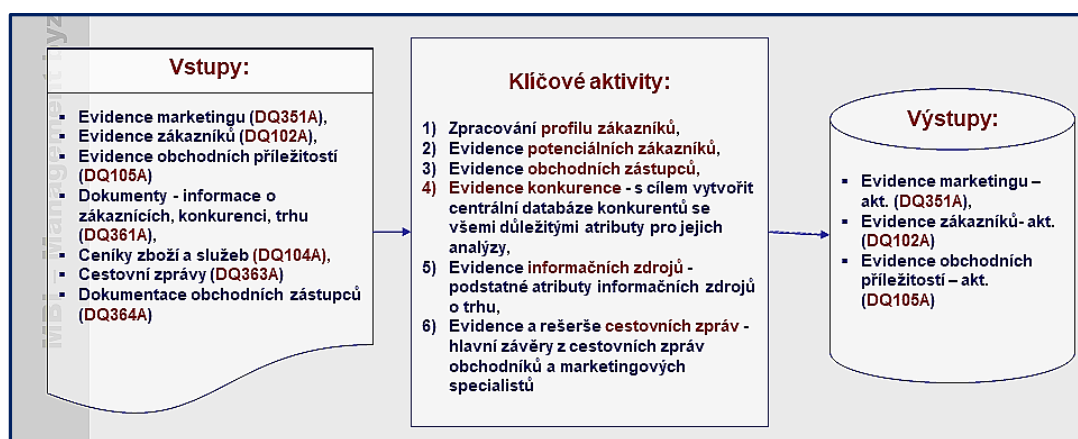 MBI – Management byz
Vstupy:
▪ Evidence marketingu (DQ351A),
▪ Evidence zákazníků (DQ102A),
▪ Evidence obchodních příležitostí
(DQ105A)
▪ Dokumenty - informace o
zákaznících, konkurenci, trhu
(DQ361A),
▪ Ceníky zboží a služeb (DQ104A),
▪ Cestovní zprávy (DQ363A)
▪ Dokumentace obchodních zástupců
(DQ364A)
Klíčové aktivity:
1) Zpracování profilu zákazníků,
2) Evidence potenciálních zákazníků,
3) Evidence obchodních zástupců,
4) Evidence konkurence - s cílem vytvořit
centrální databáze konkurentů se
všemi důležitými atributy pro jejich
analýzy,
5) Evidence informačních zdrojů -
podstatné atributy informačních zdrojů
o trhu,
6) Evidence a rešerše cestovních zpráv -
hlavní závěry z cestovních zpráv
obchodníků a marketingových
specialistů
Výstupy:
▪ Evidence marketingu –
akt. (DQ351A),
▪ Evidence zákazníků- akt.
(DQ102A)
▪ Evidence obchodních
příležitostí – akt.
(DQ105A)